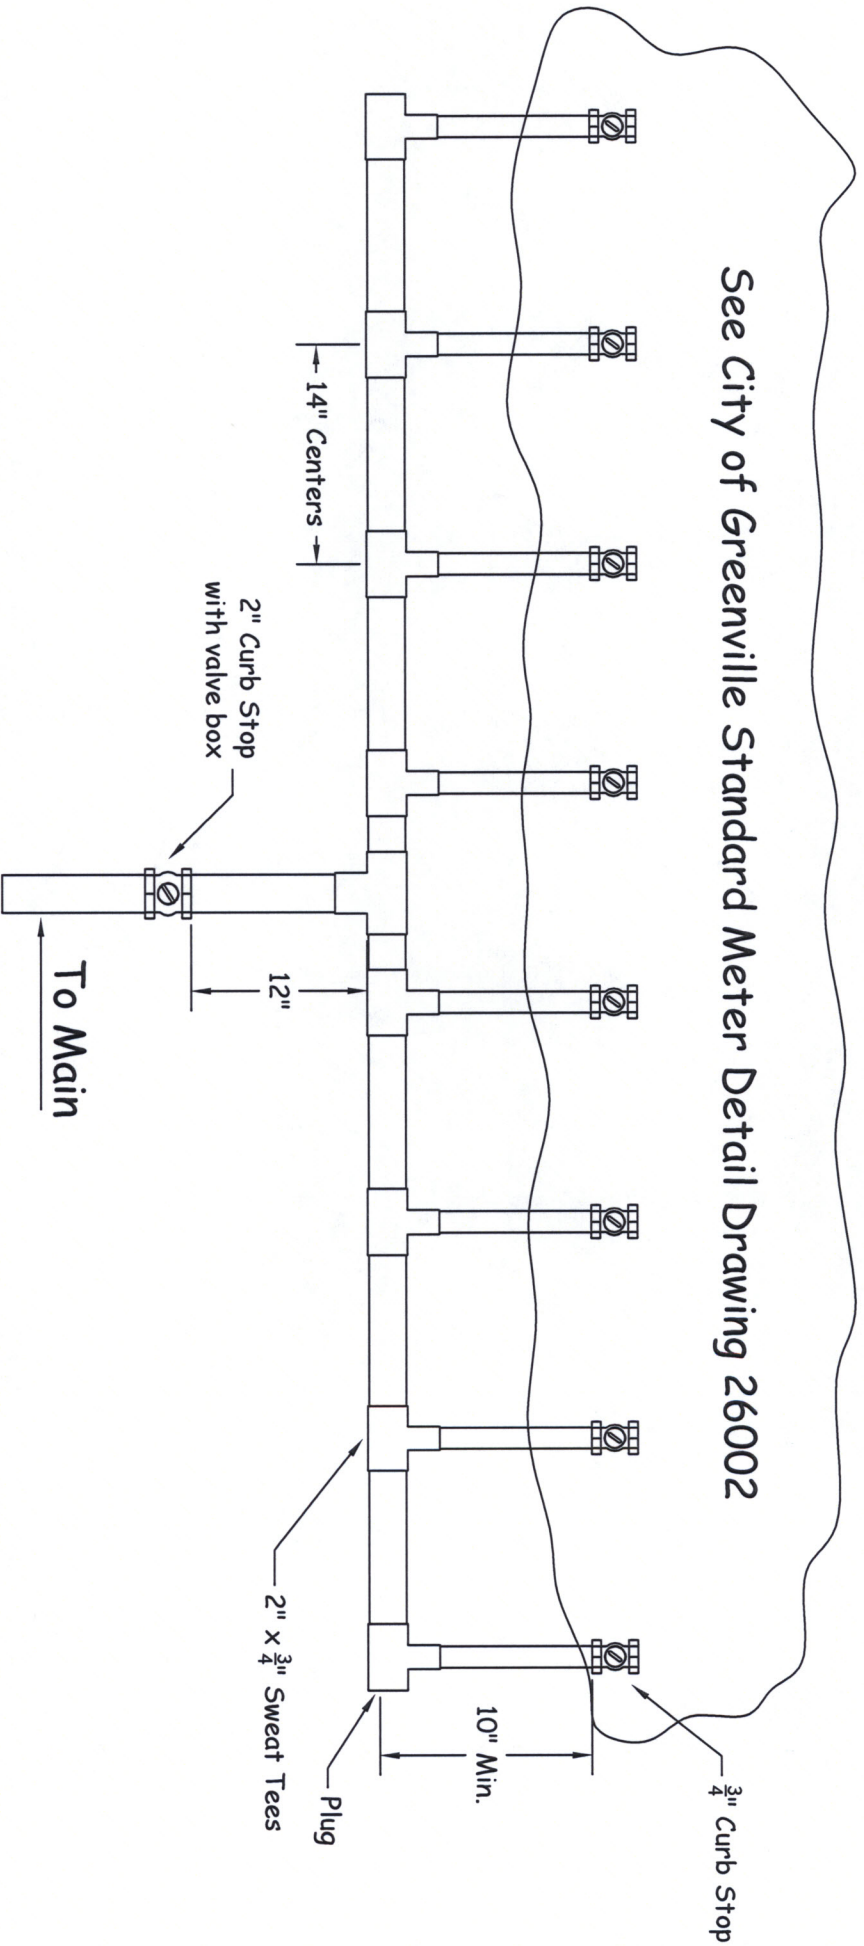 See City of Greenville Standard Meter Detail Drawing 26002
3/4" Curb Stop
10" Min.
14" Centers
2" x 3/4" Sweat Tees
Plug
2" Curb Stop
with valve box
12"
To Main